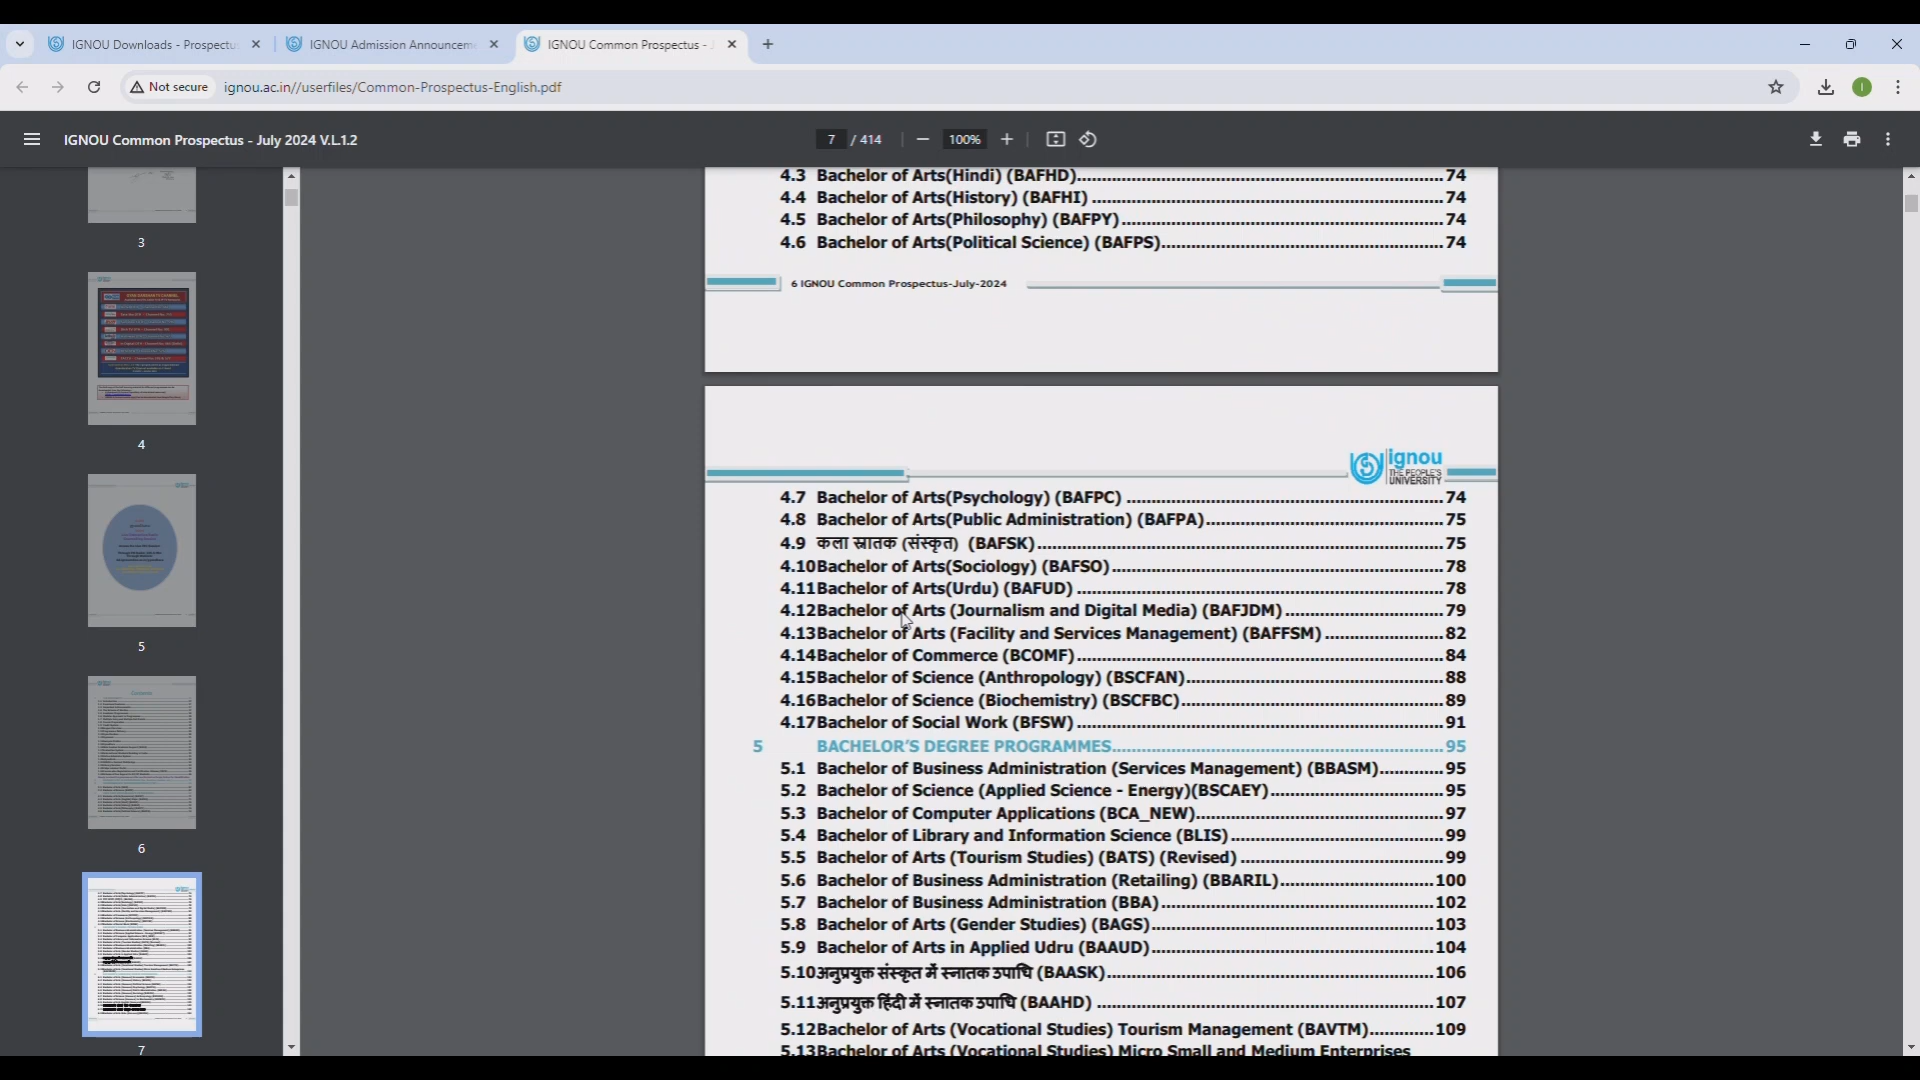 IGNOU Downloads - Prospectu
IGNOU Admission Announcem
IGNOU Common Prospectus - J
Not secure
ignou.ac.in//userfiles/Common-Prospectus-English.pdf
IGNOU Common Prospectus - July 2024 V.L.1.2
7 / 414
100%
3
4
5
6
7
4.3 Bachelor of Arts(Hindi) (BAFHD)...74
4.4 Bachelor of Arts(History) (BAFHI)...74
4.5 Bachelor of Arts(Philosophy) (BAFPY)...74
4.6 Bachelor of Arts(Political Science) (BAFPS)...74
6 IGNOU Common Prospectus-July-2024
ignou
THE PEOPLE'S
UNIVERSITY
4.7 Bachelor of Arts(Psychology) (BAFPC)...74
4.8 Bachelor of Arts(Public Administration) (BAFPA)...75
4.9 कला स्नातक (संस्कृत) (BAFSK)...75
4.10Bachelor of Arts(Sociology) (BAFSO)...78
4.11Bachelor of Arts(Urdu) (BAFUD)...78
4.12Bachelor of Arts (Journalism and Digital Media) (BAFJDM)...79
4.13Bachelor of Arts (Facility and Services Management) (BAFFSM)...82
4.14Bachelor of Commerce (BCOMF)...84
4.15Bachelor of Science (Anthropology) (BSCFAN)...88
4.16Bachelor of Science (Biochemistry) (BSCFBC)...89
4.17Bachelor of Social Work (BFSW)...91
5 BACHELOR'S DEGREE PROGRAMMES...95
5.1 Bachelor of Business Administration (Services Management) (BBASM)...95
5.2 Bachelor of Science (Applied Science - Energy)(BSCAEY)...95
5.3 Bachelor of Computer Applications (BCA_NEW)...97
5.4 Bachelor of Library and Information Science (BLIS)...99
5.5 Bachelor of Arts (Tourism Studies) (BATS) (Revised)...99
5.6 Bachelor of Business Administration (Retailing) (BBARIL)...100
5.7 Bachelor of Business Administration (BBA)...102
5.8 Bachelor of Arts (Gender Studies) (BAGS)...103
5.9 Bachelor of Arts in Applied Udru (BAAUD)...104
5.10अनुप्रयुक्त संस्कृत में स्नातक उपाधि (BAASK)...106
5.11अनुप्रयुक्त हिंदी में स्नातक उपाधि (BAAHD)...107
5.12Bachelor of Arts (Vocational Studies) Tourism Management (BAVTM)...109
5.13Bachelor of Arts (Vocational Studies) Micro Small and Medium Enterprises